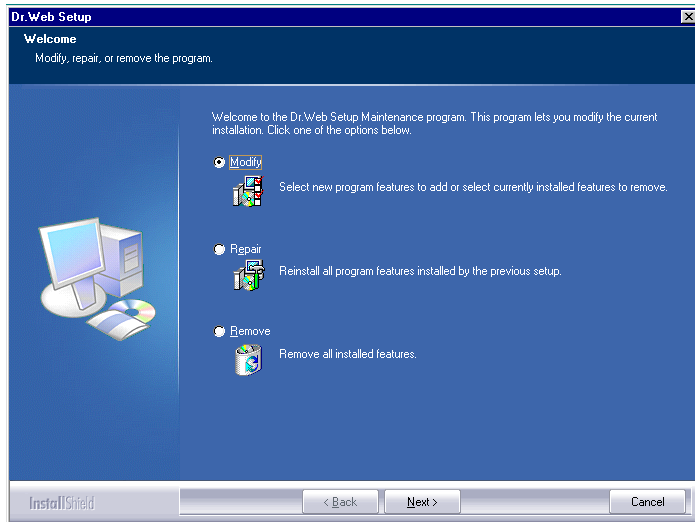 Dr.Web Setup
Welcome
Modify, repair, or remove the program.
Welcome to the Dr.Web Setup Maintenance program. This program lets you modify the current
installation. Click one of the options below.
Modify
Select new program features to add or select currently installed features to remove.
Repair
Reinstall all program features installed by the previous setup.
Remove
Remove all installed features.
InstallShield
< Back
Next >
Cancel